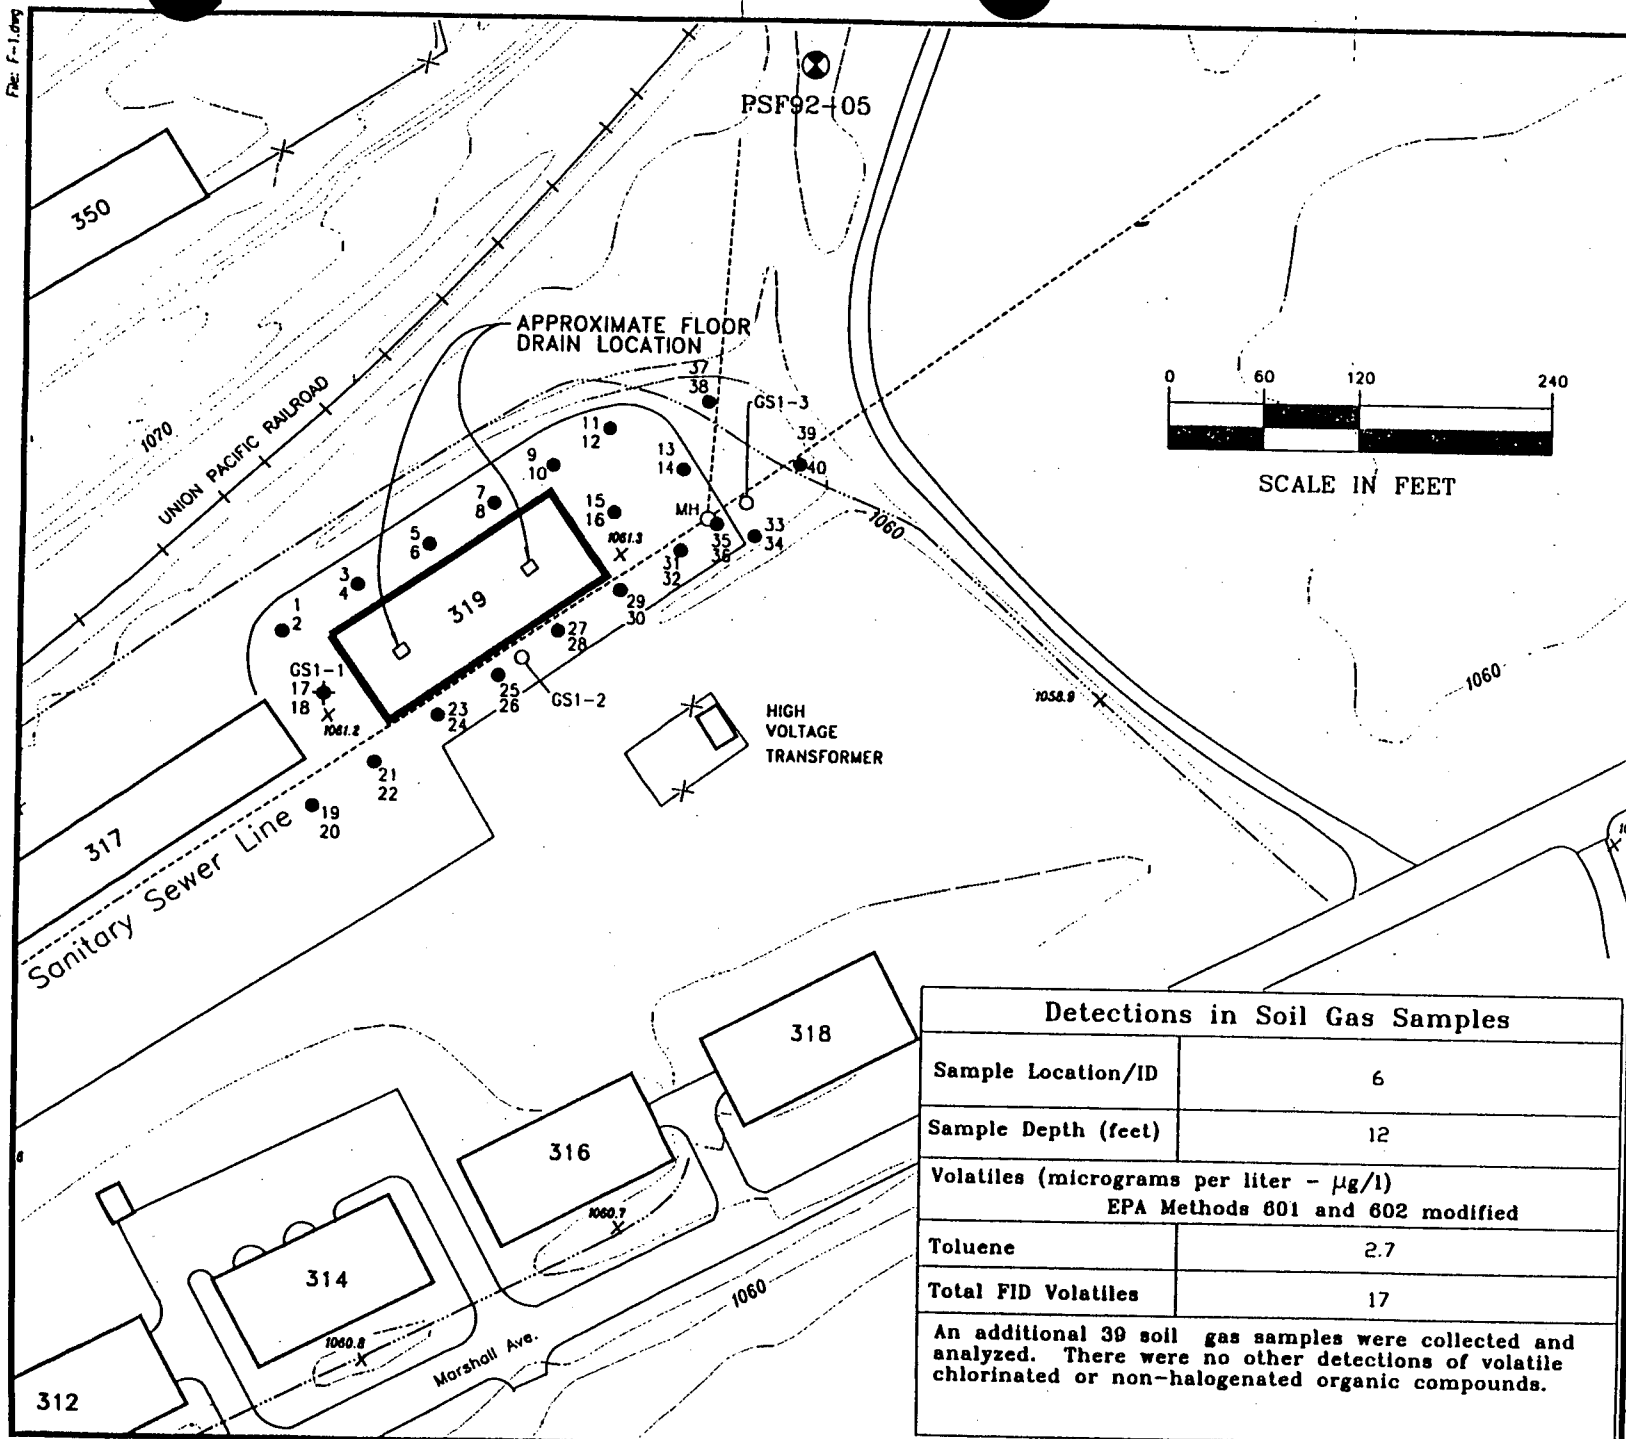 File: F-1.dwg
PSF92-05
350
APPROXIMATE FLOOR
DRAIN LOCATION
UNION PACIFIC RAILROAD
1070
0 60 120 240
SCALE IN FEET
37
38
GS1-3
11
12
39
40
13
14
9
10
7
8
15
16
MH
1061.3
5
6
35
36
33
34
1060
31
32
3
4
319
29
30
1
2
27
28
GS1-1
17
18
1061.2
25
26
GS1-2
23
24
1058.9
1060
HIGH
VOLTAGE
TRANSFORMER
21
22
19
20
317
Sanitary Sewer Line
318
316
1060.7
314
1060.8
1060
Marshall Ave.
312
Detections in Soil Gas Samples
Sample Location/ID 6
Sample Depth (feet) 12
Volatiles (micrograms per liter - μg/l)
EPA Methods 601 and 602 modified
Toluene 2.7
Total FID Volatiles 17
An additional 39 soil gas samples were collected and
analyzed. There were no other detections of volatile
chlorinated or non-halogenated organic compounds.